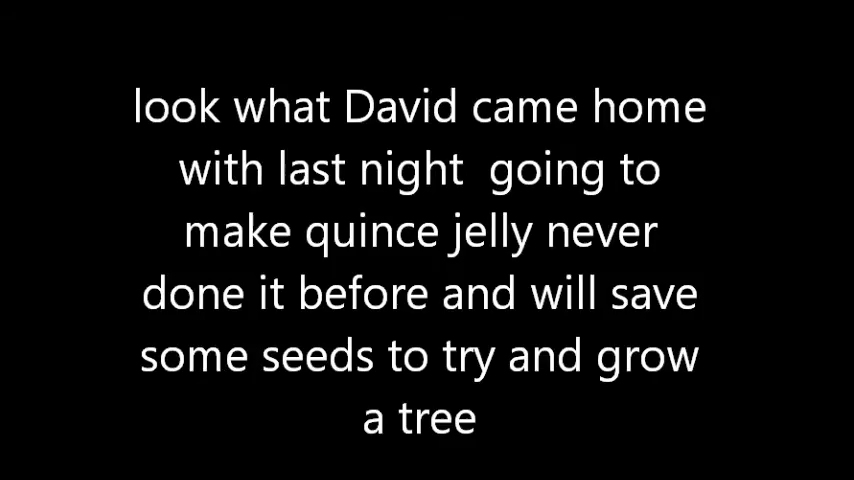 look what David came home
with last night  going to
make quince jelly never
done it before and will save
some seeds to try and grow
a tree